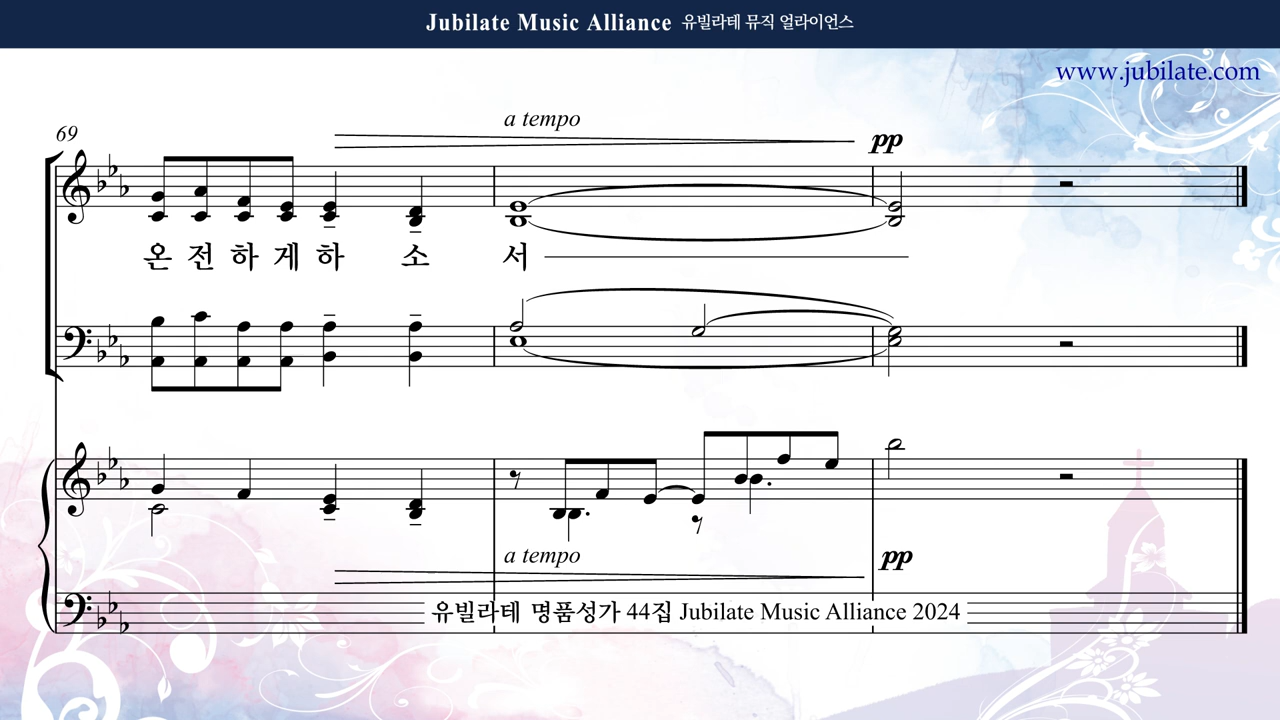 Jubilate Music Alliance 유빌라테 뮤직 얼라이언스
www.jubilate.com
69
a tempo
pp
온 전 하 게 하 소 서
a tempo
pp
유빌라테 명품성가 44집 Jubilate Music Alliance 2024